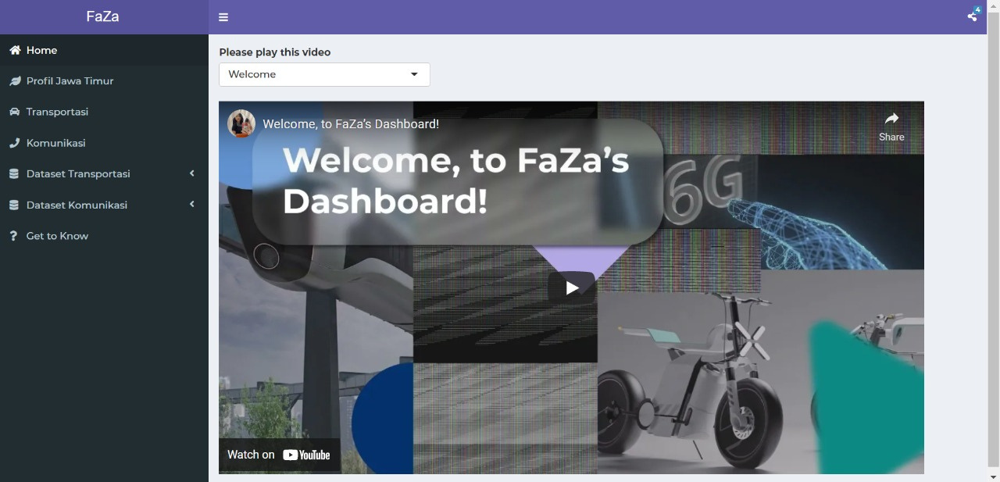 FaZa
4
Home
Profil Jawa Timur
Transportasi
Komunikasi
Dataset Transportasi
Dataset Komunikasi
Get to Know
Please play this video
Welcome
Welcome, to FaZa's Dashboard!
Share
Welcome, to FaZa's
Dashboard!
6G
Watch on YouTube